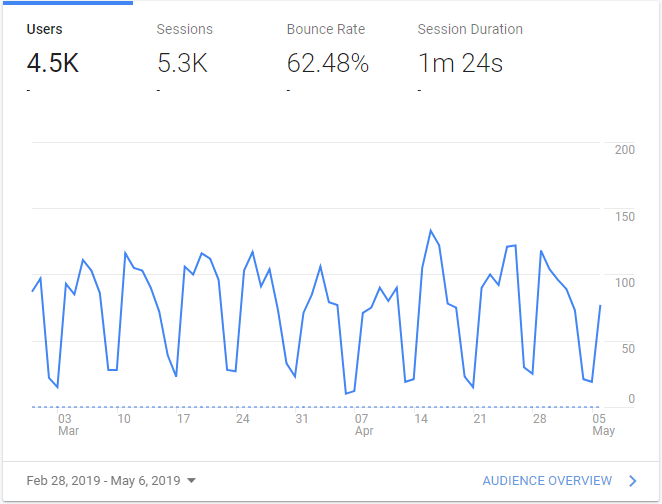 Users Sessions Bounce Rate Session Duration
4.5K 5.3K 62.48% 1m 24s
- - - -
200
150
100
50
0
03 10 17 24 31 07 14 21 28 05
Mar Apr May
Feb 28, 2019 - May 6, 2019 AUDIENCE OVERVIEW